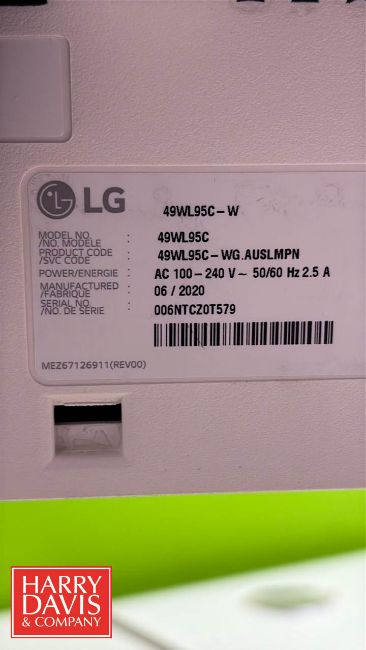 LG 49WL95C-W
MODEL NO. /NO. MODELE : 49WL95C
PRODUCT CODE /SVC CODE : 49WL95C-WG.AUSLMPN
POWER/ENERGIE : AC 100-240 V~ 50/60 Hz 2.5 A
MANUFACTURED /FABRIQUE : 06 / 2020
SERIAL NO. /NO. DE SERIE : 006NTCZ0T579
MEZ67126911(REV00)
HARRY
DAVIS
& COMPANY